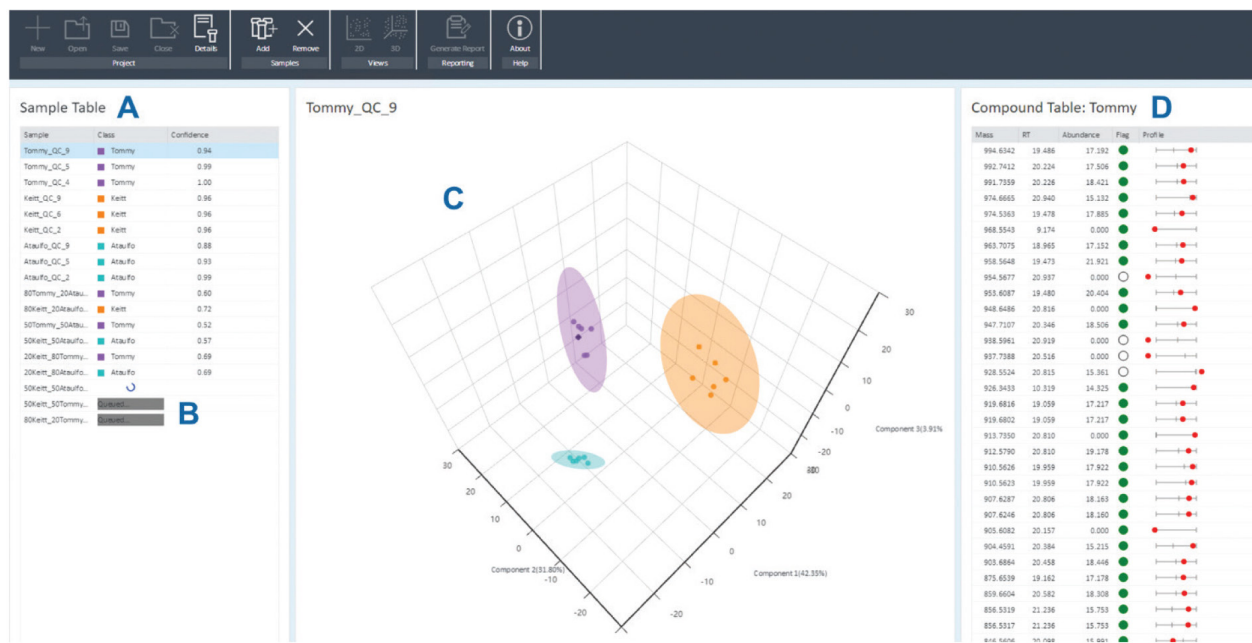 New Open Save Close Details Add Remove 2D 3D Generate Report About
Project Samples Views Reporting Help
Sample Table A
Sample Class Confidence
Tommy_QC_9 Tommy 0.94
Tommy_QC_5 Tommy 0.99
Tommy_QC_4 Tommy 1.00
Keitt_QC_9 Keitt 0.96
Keitt_QC_6 Keitt 0.96
Keitt_QC_2 Keitt 0.96
Ataulfo_QC_9 Ataulfo 0.88
Ataulfo_QC_5 Ataulfo 0.93
Ataulfo_QC_2 Ataulfo 0.99
80Tommy_20Atau... Tommy 0.60
80Keitt_20Ataulfo... Keitt 0.72
50Tommy_50Atau... Tommy 0.52
50Keitt_50Ataulfo... Ataulfo 0.57
20Keitt_80Tommy... Tommy 0.69
20Keitt_80Ataulfo... Ataulfo 0.69
50Keitt_50Ataulfo...
50Keitt_50Tommy... Queued...
80Keitt_20Tommy... Queued...
B
Tommy_QC_9
C
30
20
10
0
-10
-20
Component 3(3.91%
30
20
10
0
-10
-20
Component 2(31.80%)
20
10
0
-10
-20
Component 1(42.35%)
Compound Table: Tommy D
Mass RT Abundance Flag Profile
994.6342 19.486 17.192
992.7412 20.224 17.506
991.7359 20.226 18.421
974.6665 20.940 15.132
974.5363 19.478 17.885
968.5543 9.174 0.000
963.7075 18.965 17.152
958.5648 19.473 21.921
954.5677 20.937 0.000
953.6087 19.480 20.404
948.6486 20.816 0.000
947.7107 20.346 18.506
938.5961 20.919 0.000
937.7388 20.516 0.000
928.5524 20.815 15.361
926.3433 10.319 14.325
919.6816 19.059 17.217
919.6802 19.059 17.217
913.7350 20.810 0.000
912.5790 20.810 19.178
910.5626 19.959 17.922
910.5623 19.959 17.922
907.6287 20.806 18.163
907.6246 20.806 18.160
905.6082 20.157 0.000
904.4591 20.384 15.215
903.6864 20.458 18.446
875.6539 19.162 17.178
859.6604 20.582 18.308
856.5319 21.236 15.753
856.5317 21.236 15.753
846.5606 20.098 15.991